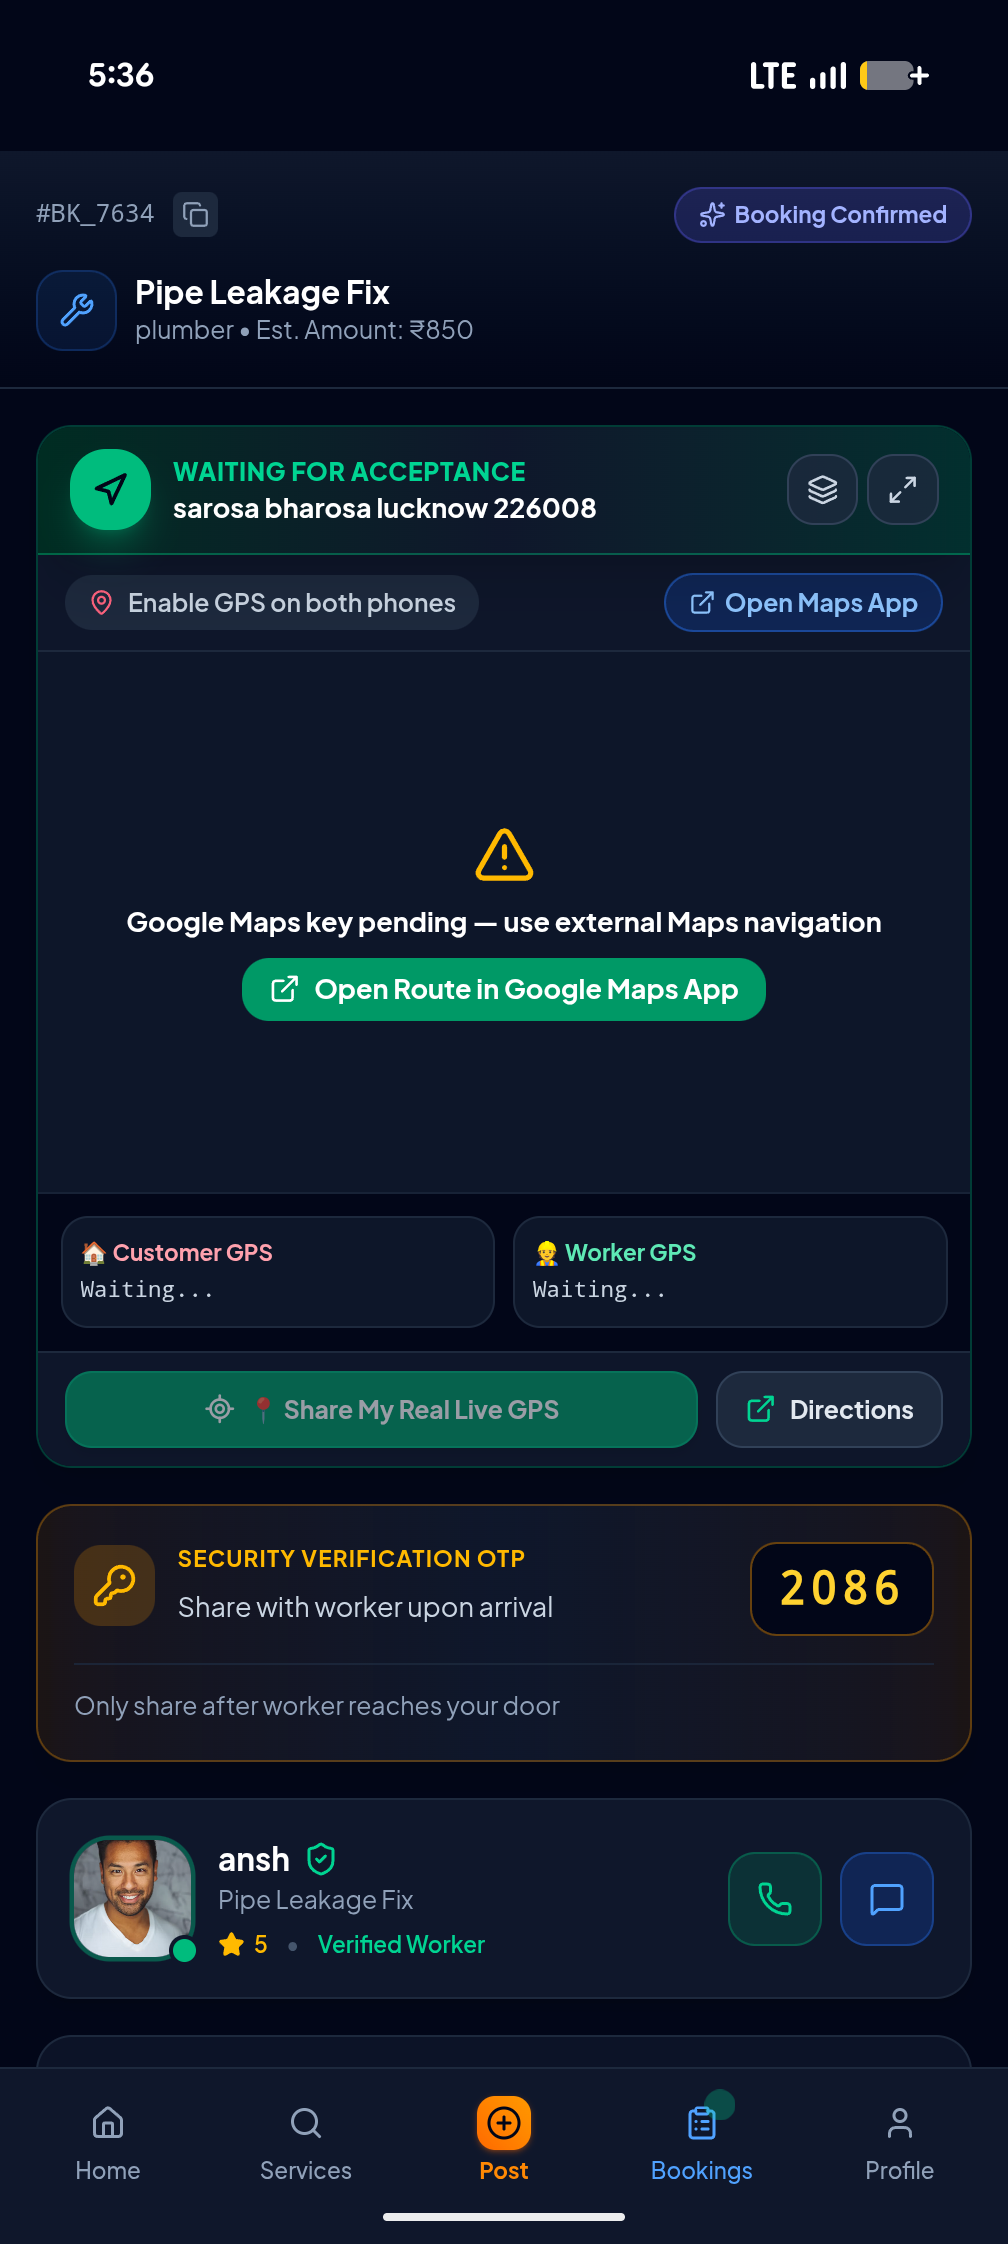 5:36
LTE
#BK_7634
Booking Confirmed
Pipe Leakage Fix
plumber • Est. Amount: ₹850
WAITING FOR ACCEPTANCE
sarosa bharosa lucknow 226008
Enable GPS on both phones
Open Maps App
Google Maps key pending — use external Maps navigation
Open Route in Google Maps App
🏠 Customer GPS
Waiting...
👷 Worker GPS
Waiting...
📍 Share My Real Live GPS
Directions
SECURITY VERIFICATION OTP
Share with worker upon arrival
2086
Only share after worker reaches your door
ansh
Pipe Leakage Fix
5 • Verified Worker
Home
Services
Post
Bookings
Profile